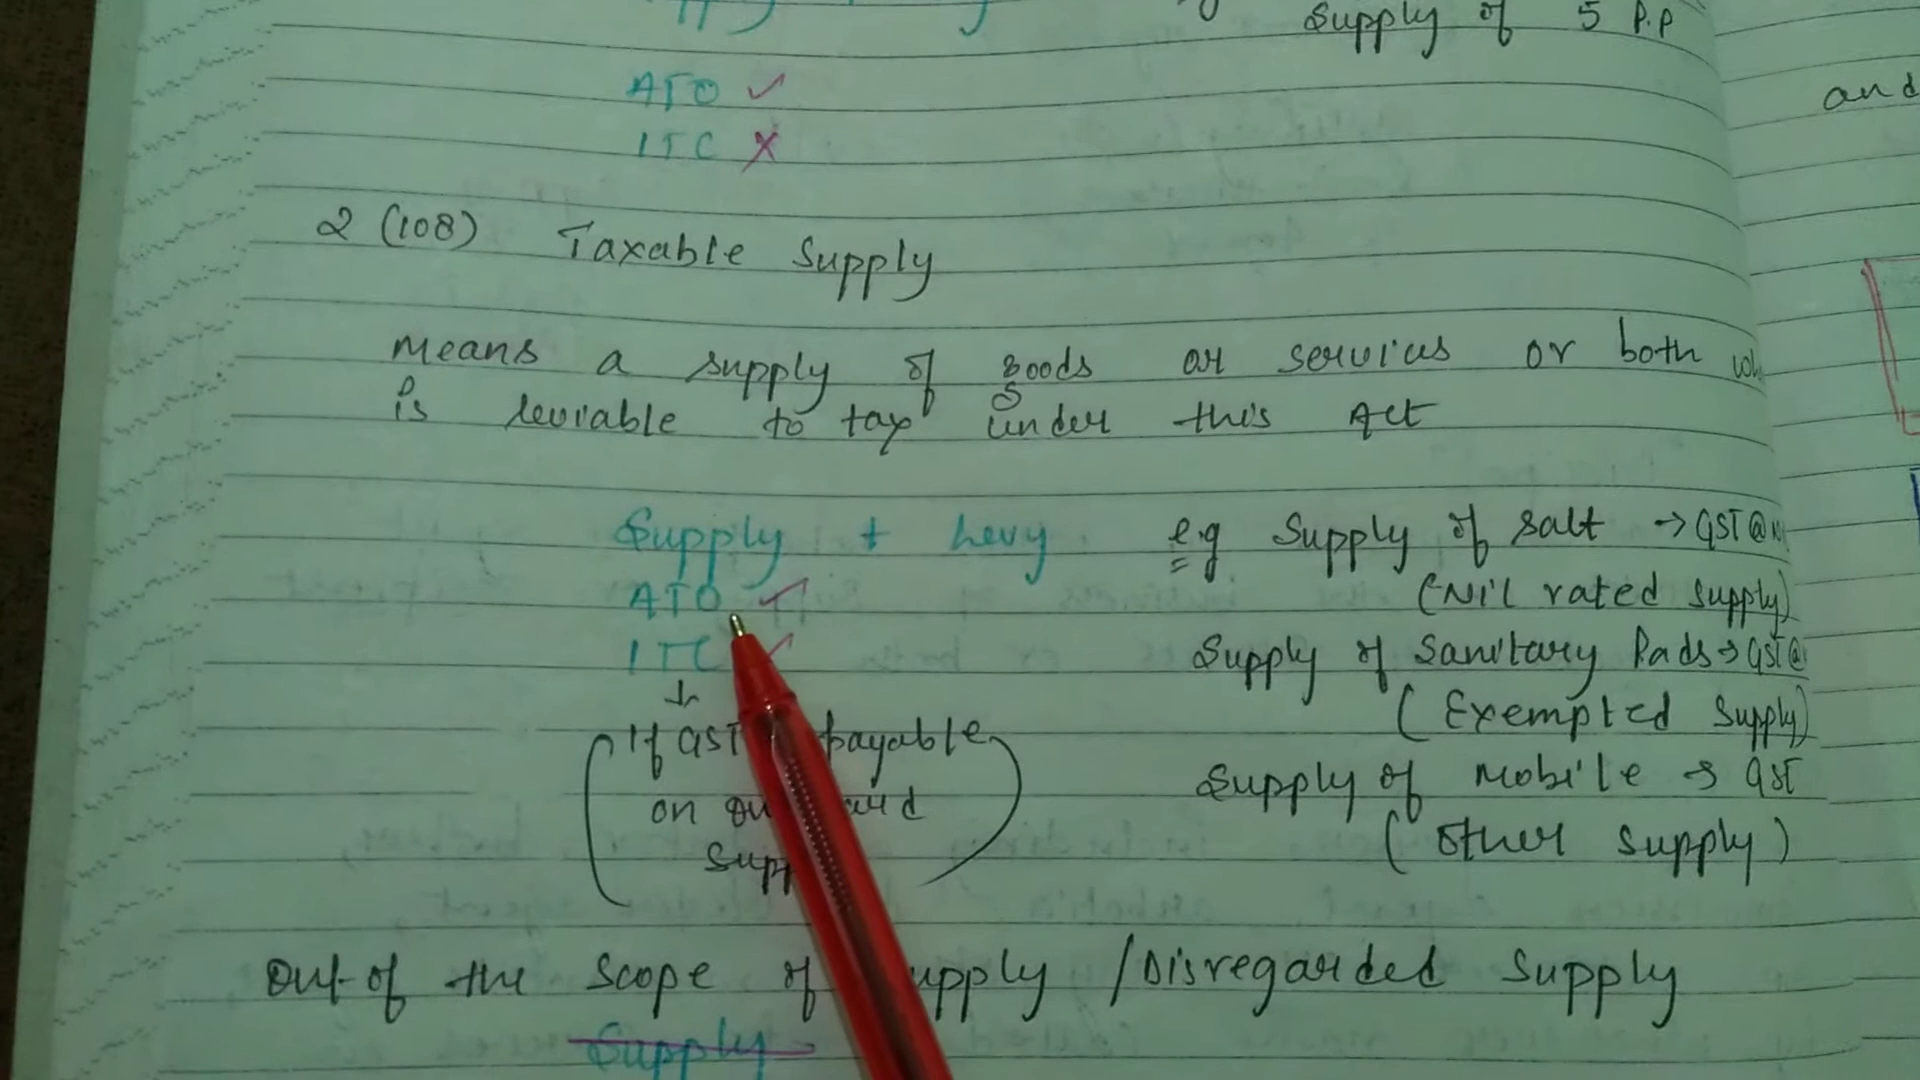 Supply of 5 P.P
and
ATO ✓
ITC ✗
2 (108) Taxable Supply
Means a supply of goods or services or both
is leviable to tax under this Act
Supply + Levy
e.g Supply of salt → GST@
ATO ✓
(Nil rated supply)
ITC ✓
Supply of Sanitary Pads → GST@
(Exempted Supply)
If GST payable
on
Supply of Mobile → GST
(Other Supply)
Out of the Scope of Supply / Disregarded Supply
Supply